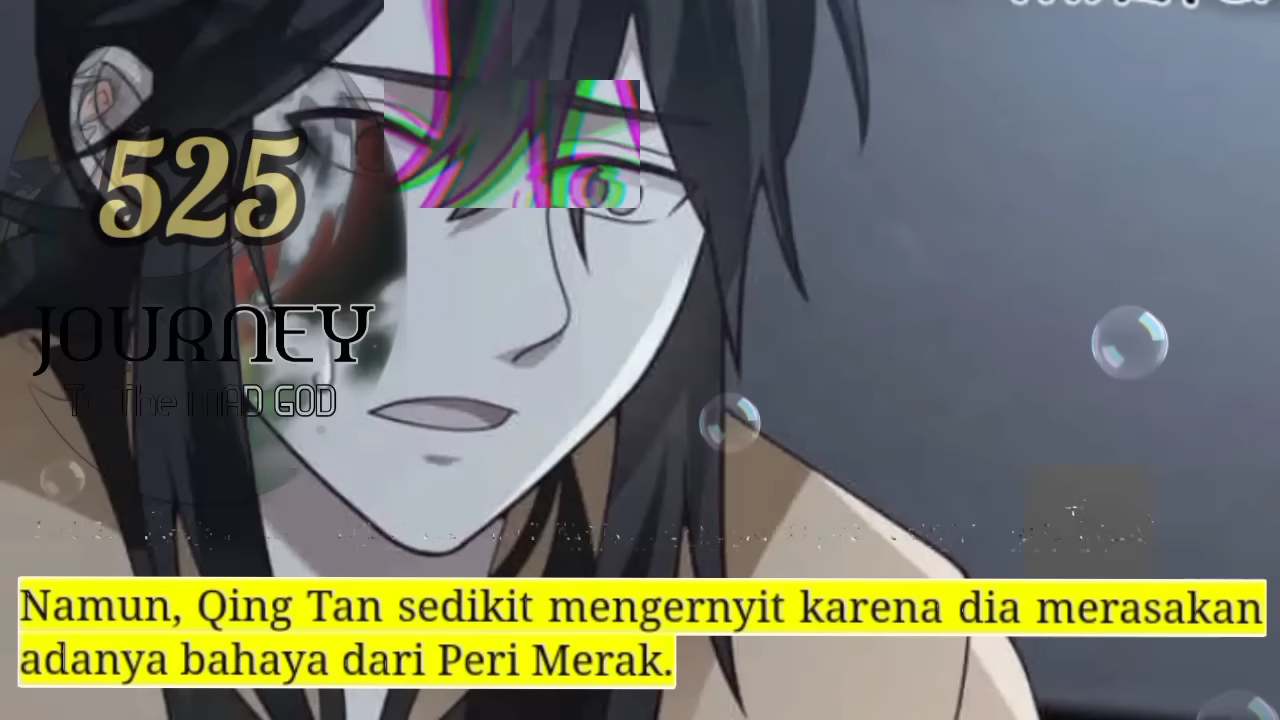 525
JOURNEY
To The MAD GOD
Namun, Qing Tan sedikit mengernyit karena dia merasakan
adanya bahaya dari Peri Merak.